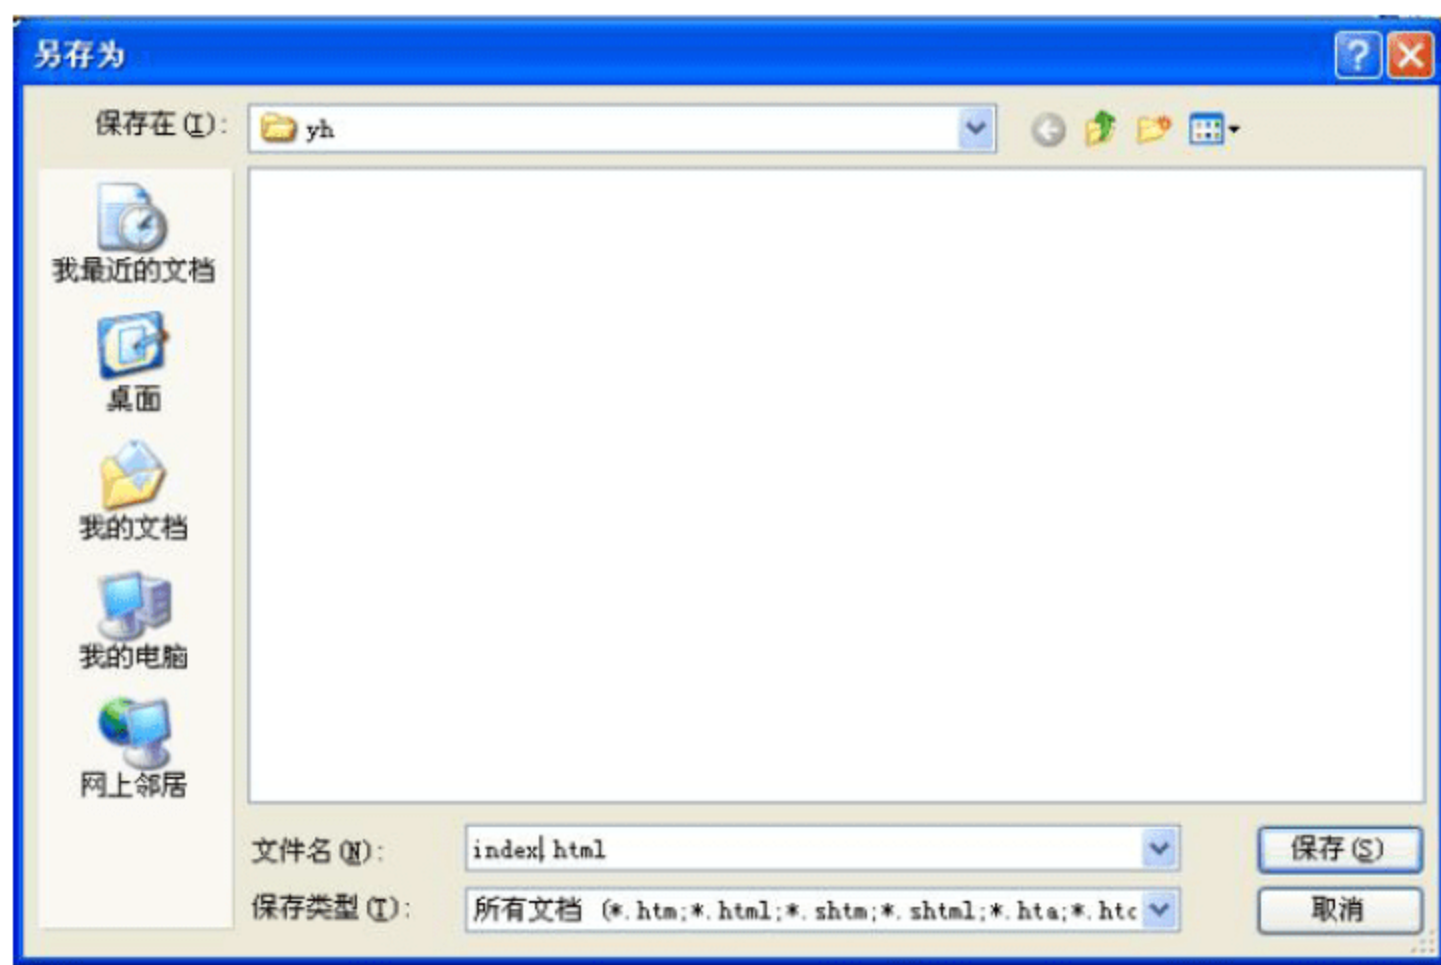 另存为
保存在(I):
yh
我最近的文档
桌面
我的文档
我的电脑
网上邻居
文件名(N):
index.html
保存(S)
保存类型(T):
所有文档 (*.htm;*.html;*.shtm;*.shtml;*.hta;*.htc
取消